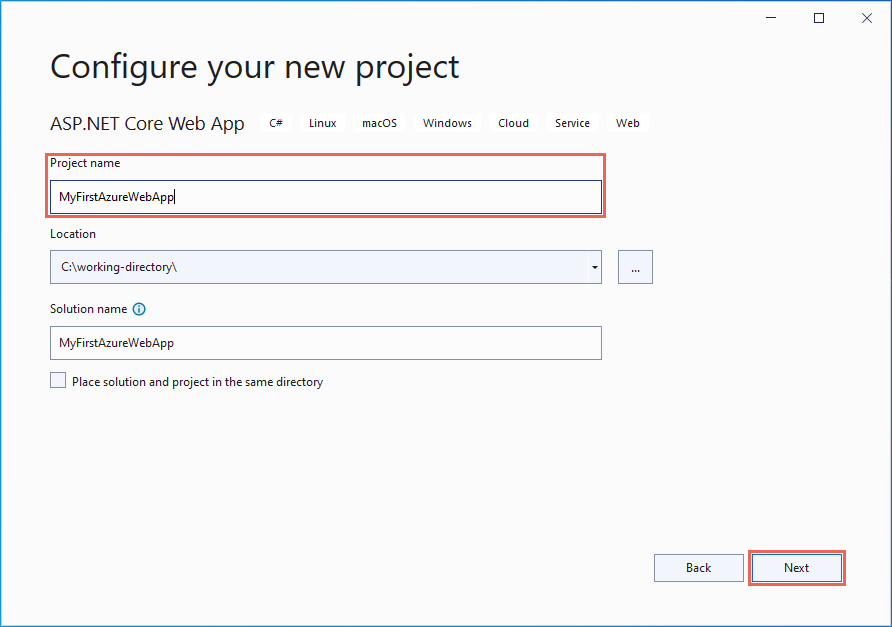 Configure your new project
ASP.NET Core Web App C# Linux macOS Windows Cloud Service Web
Project name
MyFirstAzureWebApp
Location
C:\working-directory\
...
Solution name
MyFirstAzureWebApp
Place solution and project in the same directory
Back Next